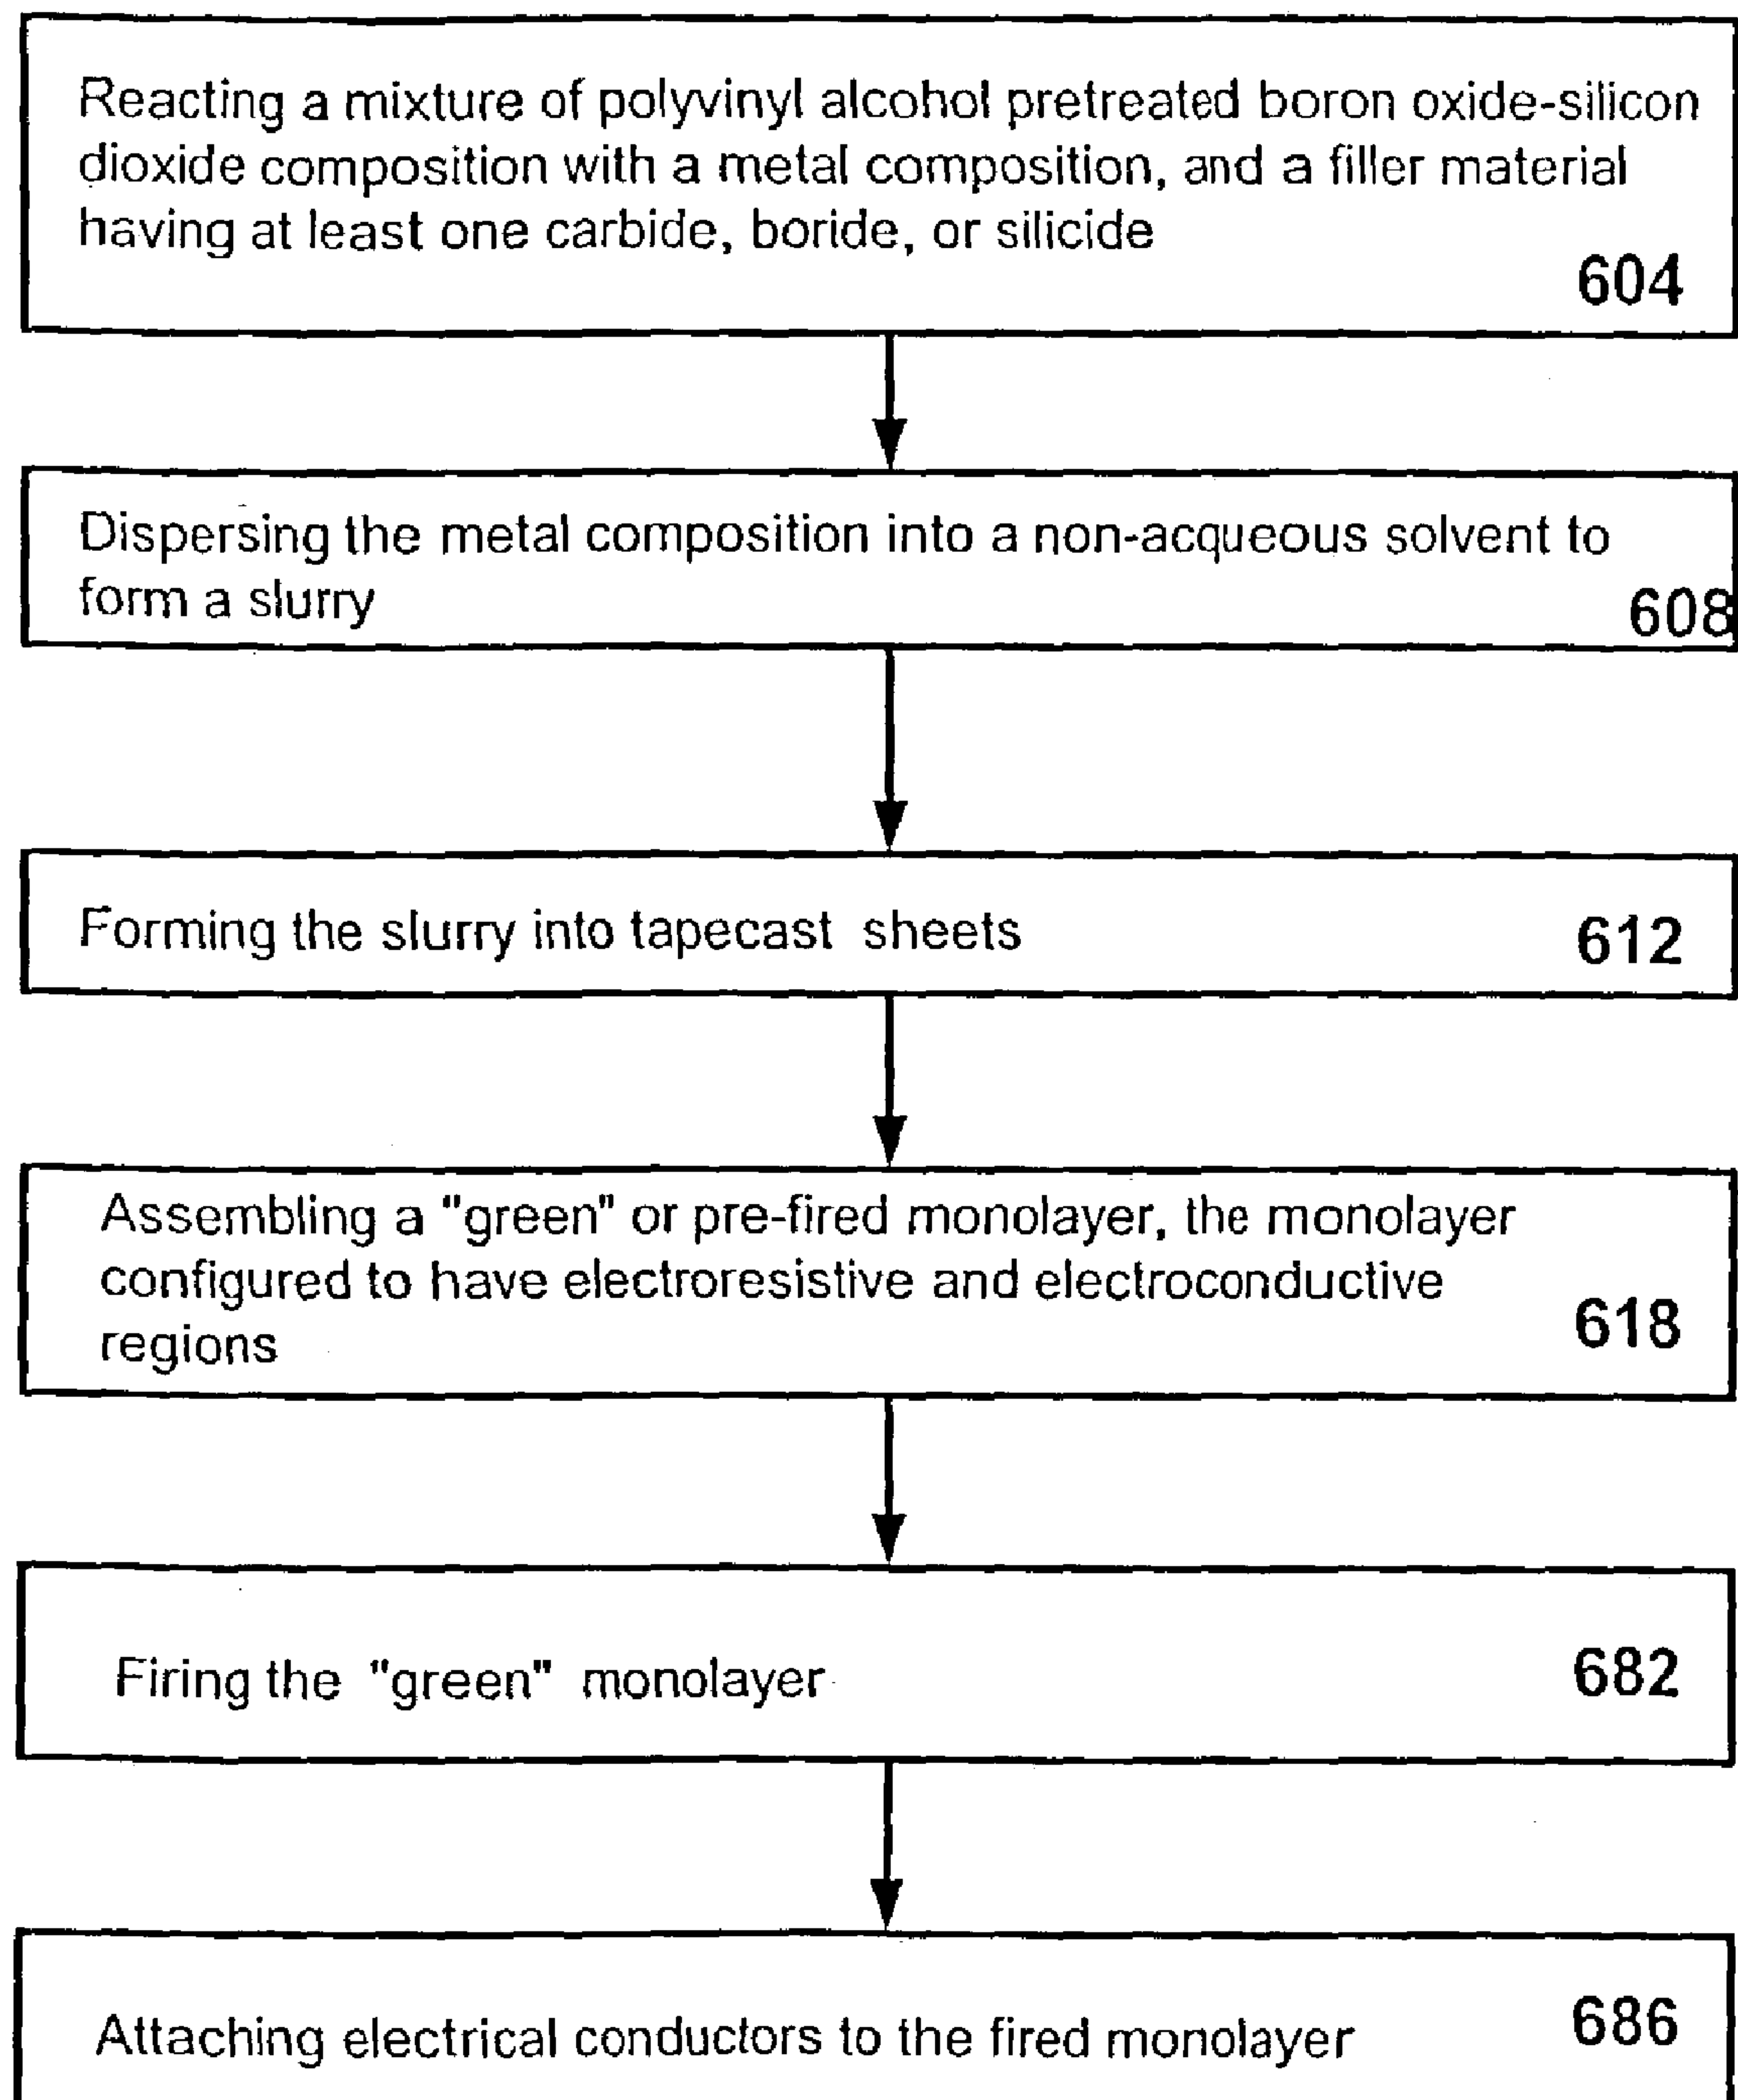 Reacting a mixture of polyvinyl alcohol pretreated boron oxide-silicon
dioxide composition with a metal composition, and a filler material
having at least one carbide, boride, or silicide
604
Dispersing the metal composition into a non-acqueous solvent to
form a slurry
608
Forming the slurry into tapecast sheets
612
Assembling a "green" or pre-fired monolayer, the monolayer
configured to have electroresistive and electroconductive
regions
618
Firing the "green" monolayer
682
Attaching electrical conductors to the fired monolayer
686